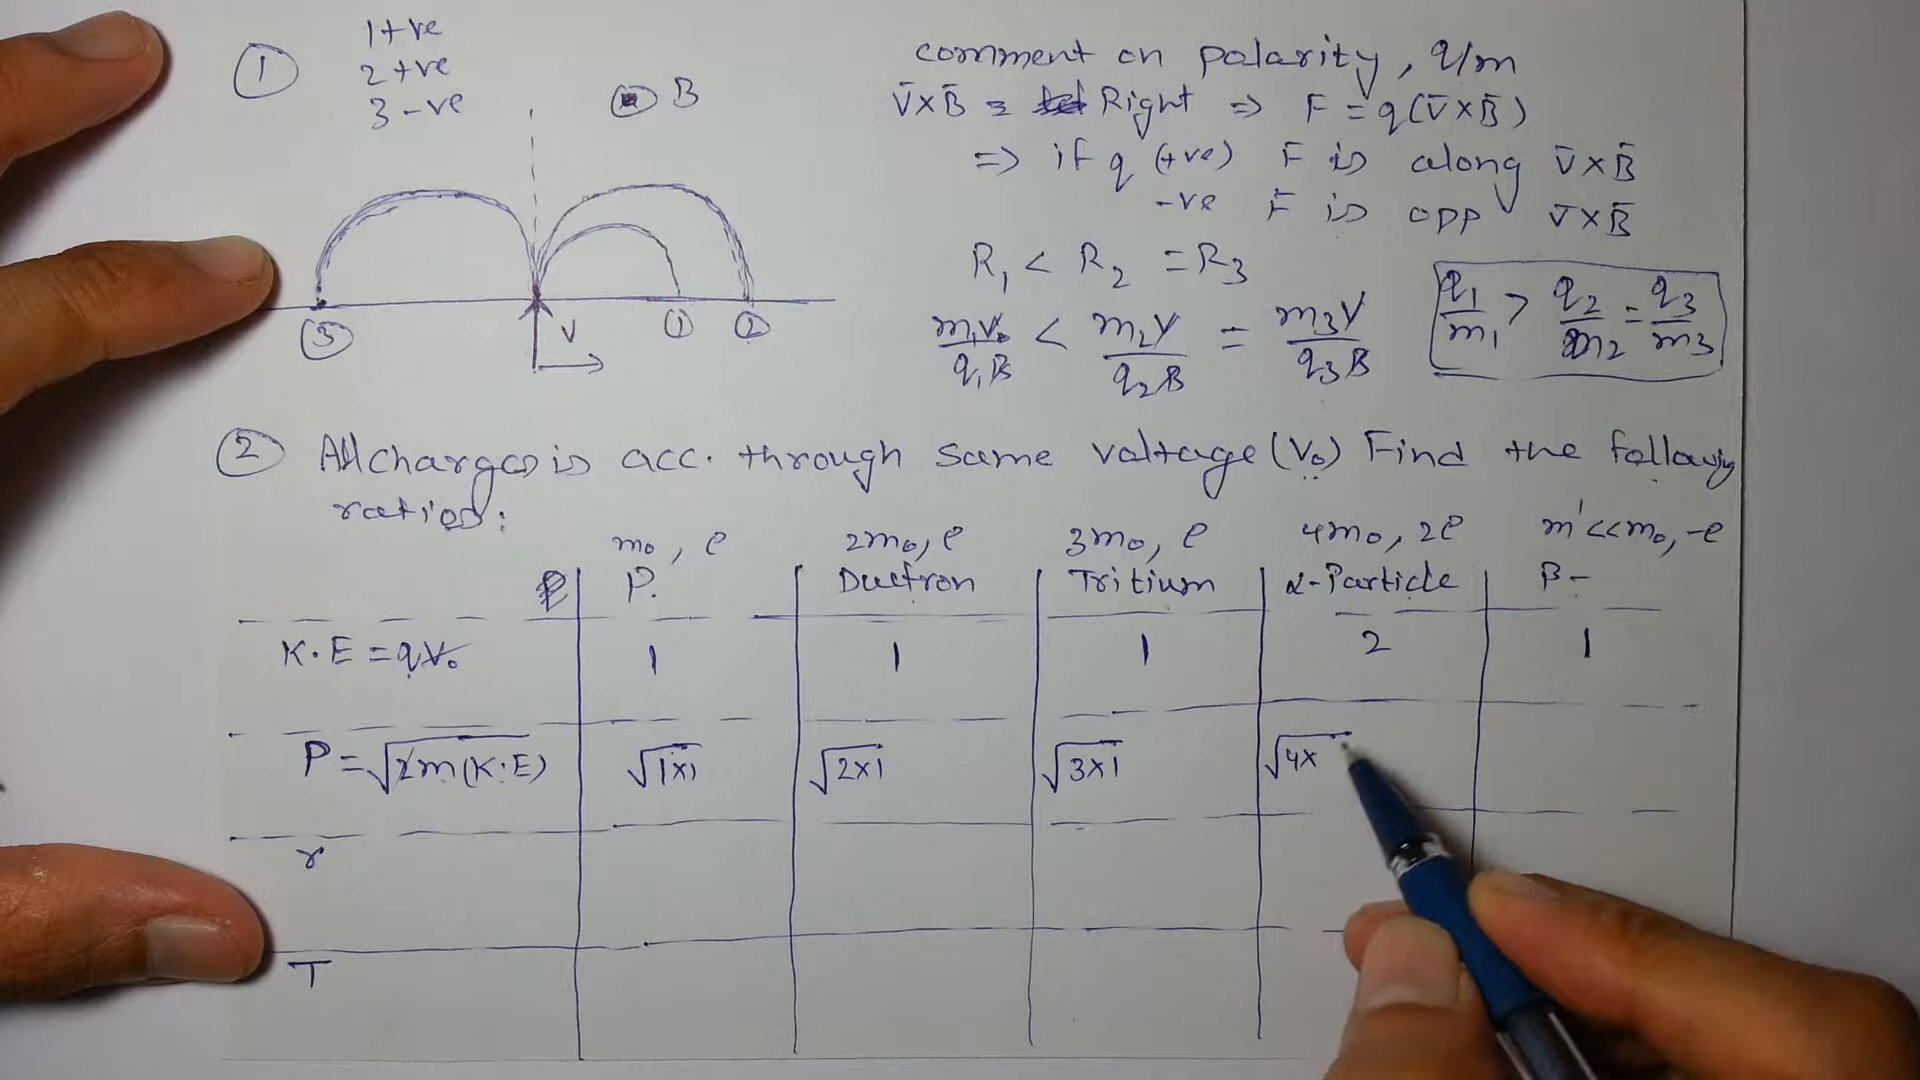 ①
1+ve
2+ve
3-ve
B
③ V ① ②
comment on polarity, q/m
V̄×B̄ = Right ⇒ F = q(V̄×B̄)
⇒ if q (+ve) F is along V̄×B̄
-ve F is opp V̄×B̄
R₁ < R₂ = R₃
m₁V₀/q₁B < m₂V/q₂B = m₃V/q₃B
q₁/m₁ > q₂/m₂ = q₃/m₃
② All charges is acc. through same voltage (V₀) Find the following
ratios:
m₀, e 2m₀, e 3m₀, e 4m₀, 2e m'<<m₀, -e
P. Duetron Tritium α-Particle β-
K.E = qV₀ 1 1 1 2 1
P = √2m(K.E) √1×1 √2×1 √3×1 √4×
r
T